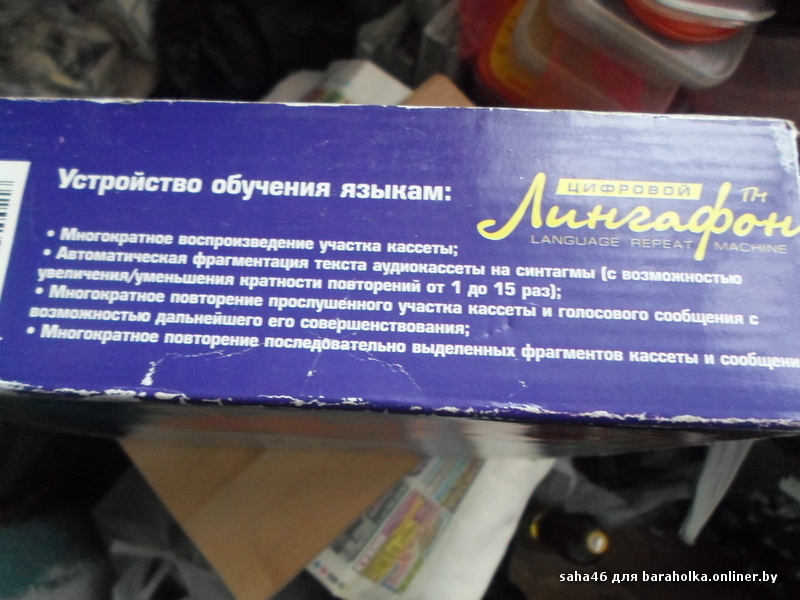 Устройство обучения языкам:
ЦИФРОВОЙ
Лингафон TM
LANGUAGE REPEAT MACHINE
• Многократное воспроизведение участка кассеты;
• Автоматическая фрагментация текста аудиокассеты на синтагмы (с возможностью
увеличения/уменьшения кратности повторений от 1 до 15 раз);
• Многократное повторение прослушенного участка кассеты и голосового сообщения с
возможностью дальнейшего его совершенствования;
• Многократное повторение последовательно выделенных фрагментов кассеты и сообщени
saha46 для baraholka.onliner.by